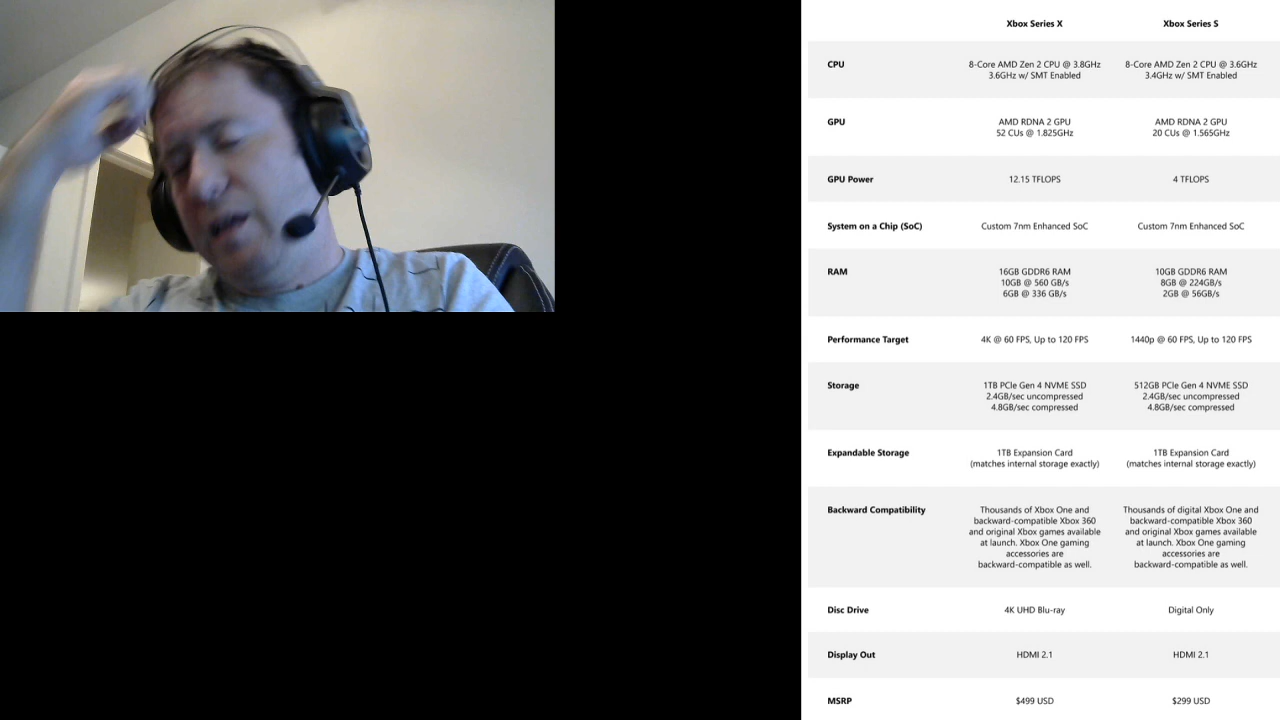 Xbox Series X Xbox Series S
CPU 8-Core AMD Zen 2 CPU @ 3.8GHz 8-Core AMD Zen 2 CPU @ 3.6GHz
3.6GHz w/ SMT Enabled 3.4GHz w/ SMT Enabled
GPU AMD RDNA 2 GPU AMD RDNA 2 GPU
52 CUs @ 1.825GHz 20 CUs @ 1.565GHz
GPU Power 12.15 TFLOPS 4 TFLOPS
System on a Chip (SoC) Custom 7nm Enhanced SoC Custom 7nm Enhanced SoC
RAM 16GB GDDR6 RAM 10GB GDDR6 RAM
10GB @ 560 GB/s 8GB @ 224GB/s
6GB @ 336 GB/s 2GB @ 56GB/s
Performance Target 4K @ 60 FPS, Up to 120 FPS 1440p @ 60 FPS, Up to 120 FPS
Storage 1TB PCIe Gen 4 NVME SSD 512GB PCIe Gen 4 NVME SSD
2.4GB/sec uncompressed 2.4GB/sec uncompressed
4.8GB/sec compressed 4.8GB/sec compressed
Expandable Storage 1TB Expansion Card 1TB Expansion Card
(matches internal storage exactly) (matches internal storage exactly)
Backward Compatibility Thousands of Xbox One and Thousands of digital Xbox One and
backward-compatible Xbox 360 backward-compatible Xbox 360
and original Xbox games available and original Xbox games available
at launch. Xbox One gaming at launch. Xbox One gaming
accessories are accessories are
backward-compatible as well. backward-compatible as well.
Disc Drive 4K UHD Blu-ray Digital Only
Display Out HDMI 2.1 HDMI 2.1
MSRP $499 USD $299 USD